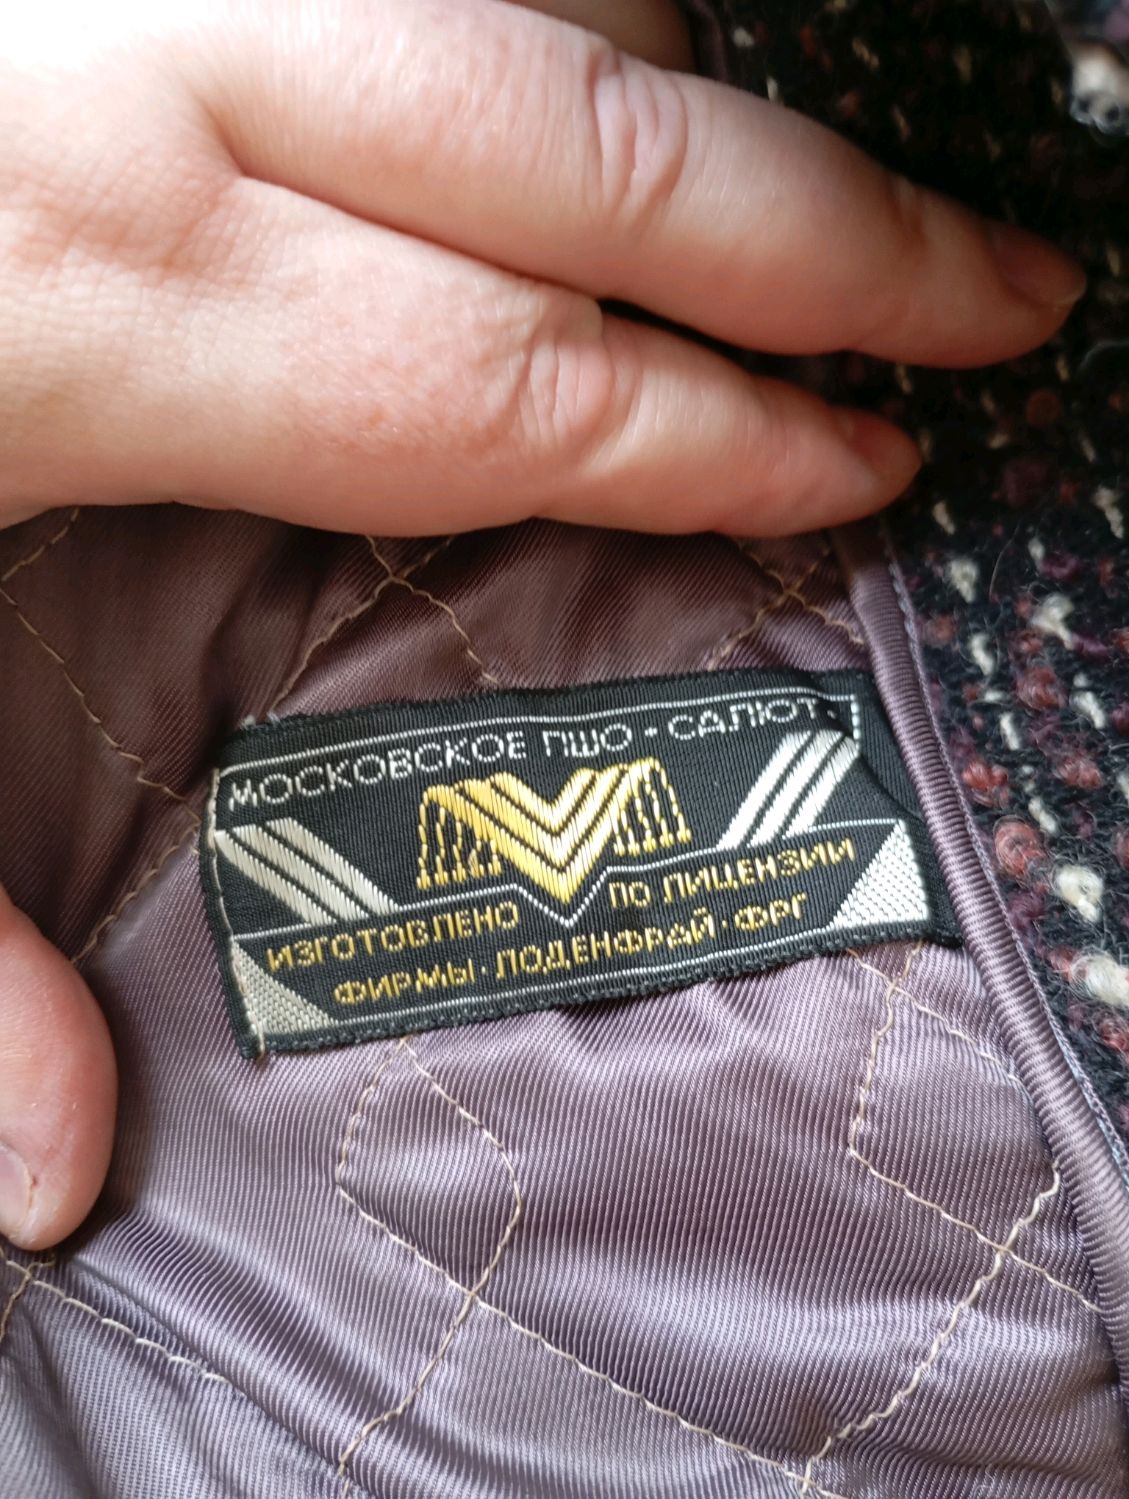 МОСКОВСКОЕ ПШО · САЛЮТ ·
ИЗГОТОВЛЕНО ПО ЛИЦЕНЗИИ
ФИРМЫ · ЛОДЕНФРАЙ · ФРГ